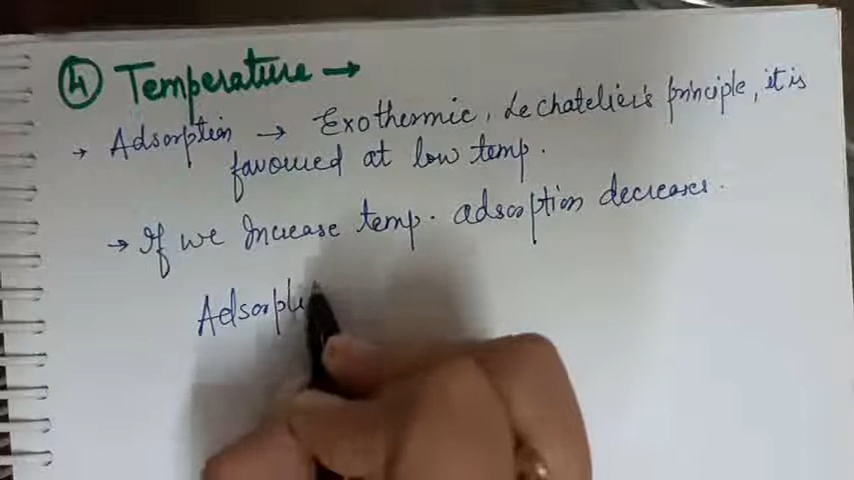 4 Temperature →
→ Adsorption → Exothermic, Le chatelier's principle, it is
favoured at low temp.
→ If we Increase temp. adsorption decreases.
Adsorpti